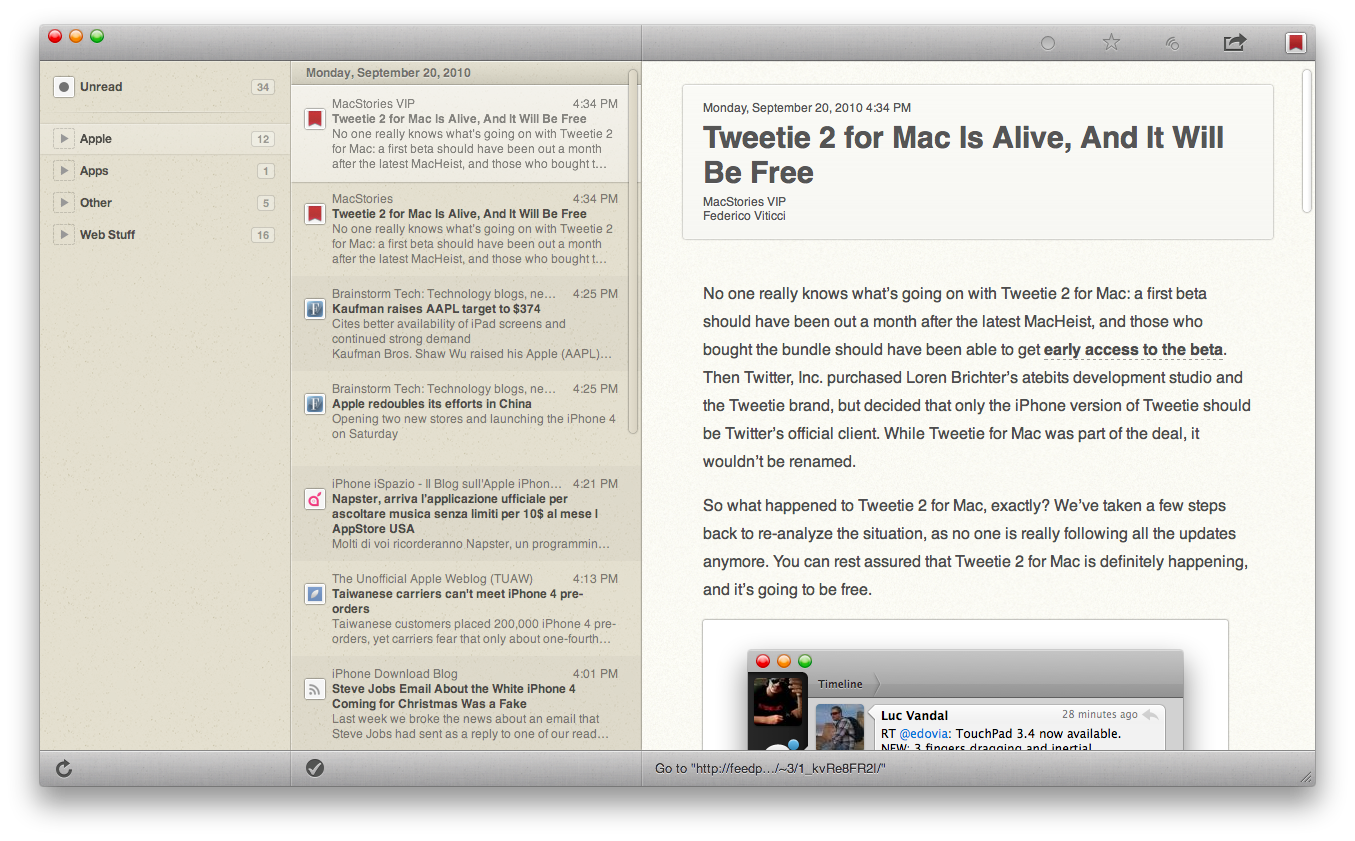 Unread 34
Apple 12
Apps 1
Other 5
Web Stuff 16
Monday, September 20, 2010
MacStories VIP 4:34 PM
Tweetie 2 for Mac Is Alive, And It Will Be Free
No one really knows what's going on with Tweetie 2
for Mac: a first beta should have been out a month
after the latest MacHeist, and those who bought t…
MacStories 4:34 PM
Tweetie 2 for Mac Is Alive, And It Will Be Free
No one really knows what's going on with Tweetie 2
for Mac: a first beta should have been out a month
after the latest MacHeist, and those who bought t…
Brainstorm Tech: Technology blogs, ne… 4:25 PM
Kaufman raises AAPL target to $374
Cites better availability of iPad screens and
continued strong demand
Kaufman Bros. Shaw Wu raised his Apple (AAPL)…
Brainstorm Tech: Technology blogs, ne… 4:25 PM
Apple redoubles its efforts in China
Opening two new stores and launching the iPhone 4
on Saturday
iPhone iSpazio - Il Blog sull'Apple iPhon… 4:21 PM
Napster, arriva l'applicazione ufficiale per
ascoltare musica senza limiti per 10$ al mese l
AppStore USA
Molti di voi ricorderanno Napster, un programmin…
The Unofficial Apple Weblog (TUAW) 4:13 PM
Taiwanese carriers can't meet iPhone 4 pre-
orders
Taiwanese customers placed 200,000 iPhone 4 pre-
orders, yet carriers fear that only about one-fourth…
iPhone Download Blog 4:01 PM
Steve Jobs Email About the White iPhone 4
Coming for Christmas Was a Fake
Last week we broke the news about an email that
Steve Jobs had sent as a reply to one of our read…
Monday, September 20, 2010 4:34 PM
Tweetie 2 for Mac Is Alive, And It Will
Be Free
MacStories VIP
Federico Viticci
No one really knows what's going on with Tweetie 2 for Mac: a first beta
should have been out a month after the latest MacHeist, and those who
bought the bundle should have been able to get early access to the beta.
Then Twitter, Inc. purchased Loren Brichter's atebits development studio and
the Tweetie brand, but decided that only the iPhone version of Tweetie should
be Twitter's official client. While Tweetie for Mac was part of the deal, it
wouldn't be renamed.
So what happened to Tweetie 2 for Mac, exactly? We've taken a few steps
back to re-analyze the situation, as no one is really following all the updates
anymore. You can rest assured that Tweetie 2 for Mac is definitely happening,
and it's going to be free.
Timeline
Luc Vandal 28 minutes ago
RT @edovia: TouchPad 3.4 now available.
NEW: 3 fingers dragging and inertial
Go to "http://feedp…/~3/1_kvRe8FR2I/"